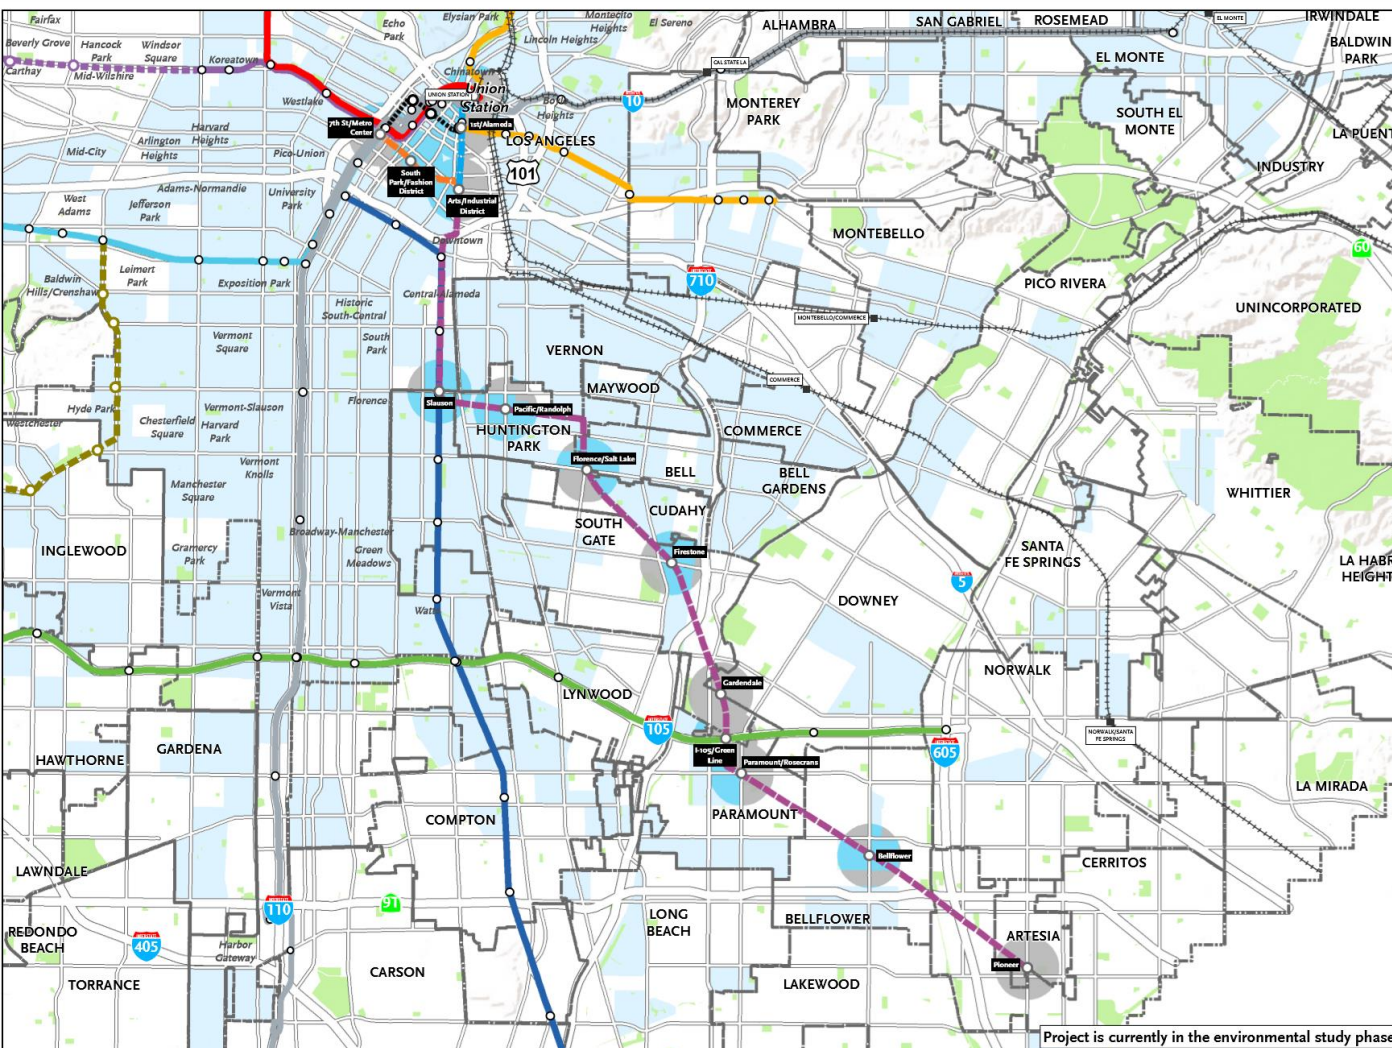 Fairfax
Echo
Park
Elysian Park
Montecito
Heights
El Sereno
ALHAMBRA
SAN GABRIEL
ROSEMEAD
EL MONTE
IRWINDALE
Beverly Grove
Hancock
Park
Windsor
Square
Koreatown
Lincoln Heights
BALDWIN
PARK
EL MONTE
Carthay
Mid-Wilshire
Chinatown
CAL STATE LA
Westlake
UNION STATION
Union
Station
Boyle
Heights
10
MONTEREY
PARK
SOUTH EL
MONTE
7th St/Metro
Center
1st/Alameda
LOS ANGELES
LA PUENT
Harvard
Heights
Arlington
Heights
Mid-City
Pico-Union
101
INDUSTRY
South
Park/Fashion
District
Adams-Normandie
University
Park
West
Adams
Jefferson
Park
Arts/Industrial
District
MONTEBELLO
Downtown
60
Leimert
Park
Baldwin
Hills/Crenshaw
Exposition Park
Central-Alameda
710
PICO RIVERA
Historic
South-Central
UNINCORPORATED
MONTEBELLO/COMMERCE
Vermont
Square
South
Park
VERNON
COMMERCE
MAYWOOD
Florence
Slauson
Pacific/Randolph
Hyde Park
Vermont-Slauson
Westchester
Chesterfield
Square
Harvard
Park
HUNTINGTON
PARK
COMMERCE
Florence/Salt Lake
Vermont
Knolls
BELL
BELL
GARDENS
Manchester
Square
WHITTIER
CUDAHY
SOUTH
GATE
Broadway-Manchester
INGLEWOOD
Gramercy
Park
Green
Meadows
Firestone
SANTA
FE SPRINGS
LA HABR
HEIGHT
5
Vermont
Vista
Watts
DOWNEY
NORWALK
Gardendale
LYNWOOD
105
I-105/Green
Line
605
NORWALK/SANTA
FE SPRINGS
GARDENA
HAWTHORNE
Paramount/Rosecrans
LA MIRADA
COMPTON
PARAMOUNT
Bellflower
CERRITOS
LAWNDALE
110
91
REDONDO
BEACH
405
Harbor
Gateway
LONG
BEACH
BELLFLOWER
ARTESIA
Pioneer
CARSON
TORRANCE
LAKEWOOD
Project is currently in the environmental study phase